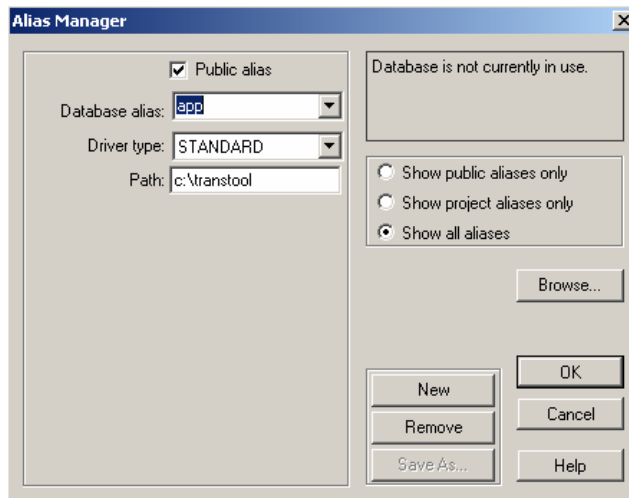 Alias Manager
Public alias
Database alias: app
Driver type: STANDARD
Path: c:\transtool
Database is not currently in use.
Show public aliases only
Show project aliases only
Show all aliases
Browse...
New
Remove
Save As...
OK
Cancel
Help